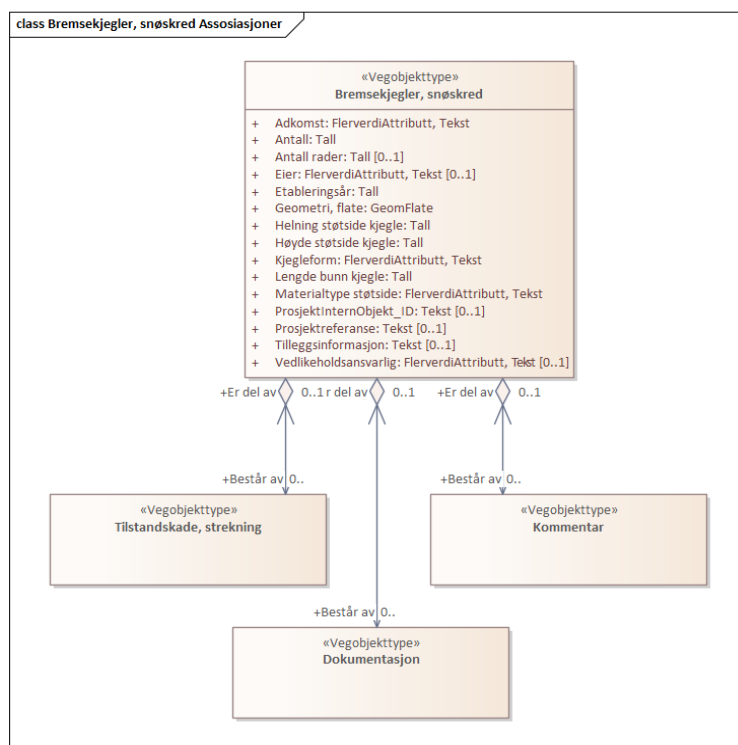 class Bremsekjegler, snøskred Assosiasjoner
«Vegobjekttype»
Bremsekjegler, snøskred
+ Adkomst: FlerverdiAttributt, Tekst
+ Antall: Tall
+ Antall rader: Tall [0..1]
+ Eier: FlerverdiAttributt, Tekst [0..1]
+ Etableringsår: Tall
+ Geometri, flate: GeomFlate
+ Helning støtside kjegle: Tall
+ Høyde støtside kjegle: Tall
+ Kjegleform: FlerverdiAttributt, Tekst
+ Lengde bunn kjegle: Tall
+ Materialtype støtside: FlerverdiAttributt, Tekst
+ ProsjektInternObjekt_ID: Tekst [0..1]
+ Prosjektreferanse: Tekst [0..1]
+ Tilleggsinformasjon: Tekst [0..1]
+ Vedlikeholdsansvarlig: FlerverdiAttributt, Tekst [0..1]
+Er del av 0..1 r del av 0..1 +Er del av 0..1
+Består av 0.. +Består av 0..
«Vegobjekttype»
Tilstandskade, strekning
«Vegobjekttype»
Kommentar
+Består av 0..
«Vegobjekttype»
Dokumentasjon